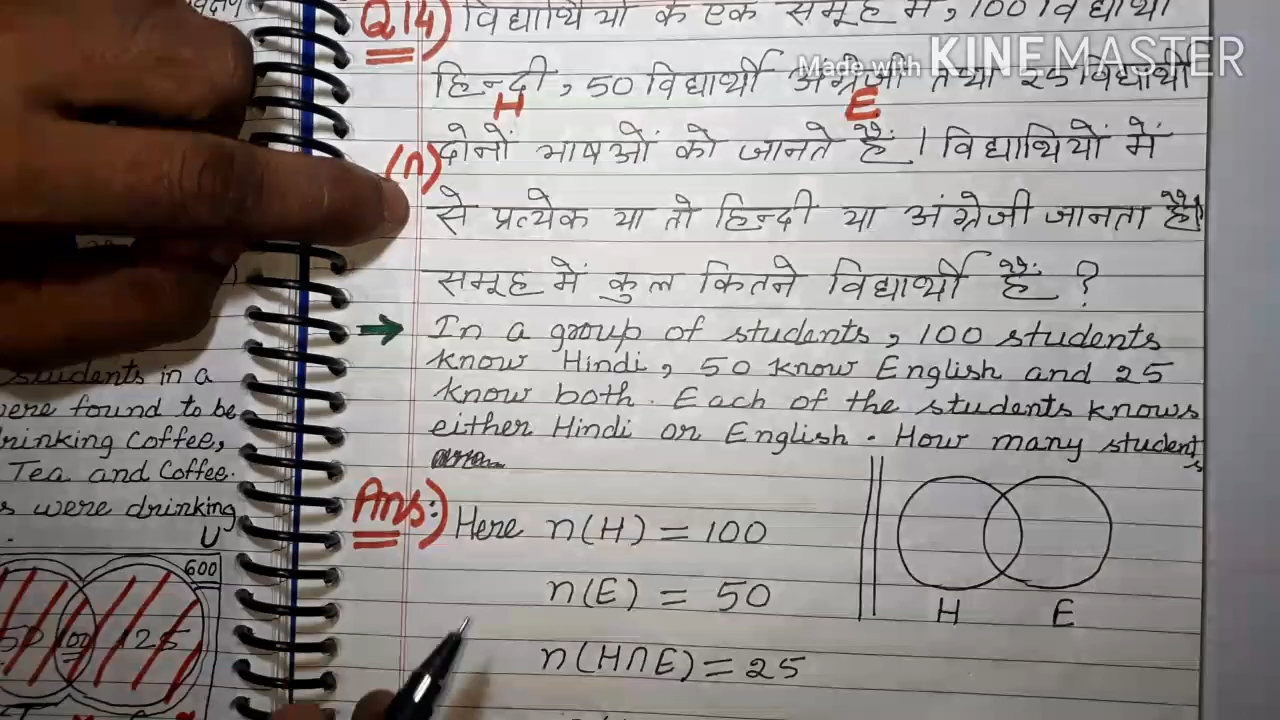 Q14) विद्यार्थियों के एक समूह में, 100 विद्यार्थी
Made with KINEMASTER
हिन्दी, 50 विद्यार्थी अंग्रेजी तथा 25 विद्यार्थी
H E
(n) दोनों भाषओं को जानते हैं। विद्यार्थियों में
से प्रत्येक या तो हिन्दी या अंग्रेजी जानता है।
समूह में कुल कितने विद्यार्थी हैं ?
→ In a group of students, 100 students
know Hindi, 50 know English and 25
know both. Each of the students knows
either Hindi or English. How many students
Ans:) Here n(H) = 100
n(E) = 50
n(H∩E) = 25
H E
students in a
were found to be
drinking coffee,
Tea and Coffee.
s were drinking
U
600
125